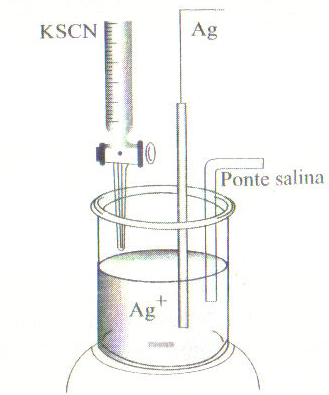 KSCN
Ag
Ponte salina
Ag+